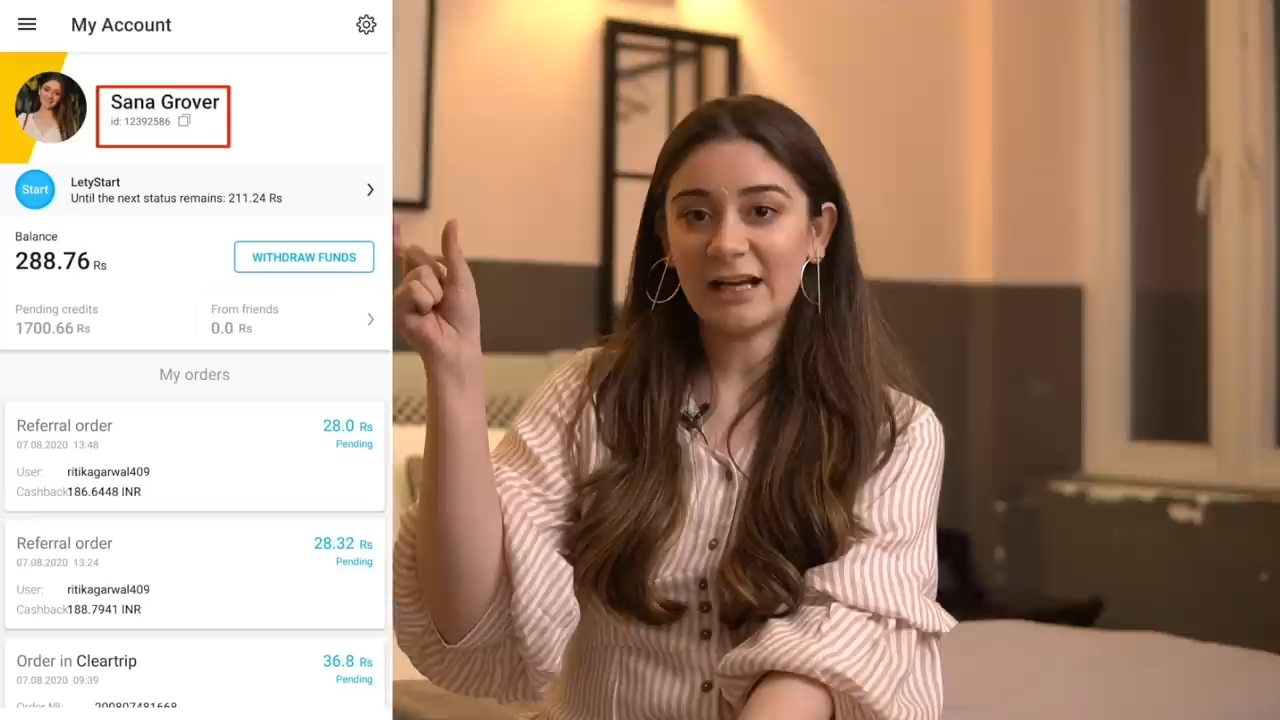 My Account
Sana Grover
id: 12392586
Start
LetyStart
Until the next status remains: 211.24 Rs
Balance
288.76 Rs
WITHDRAW FUNDS
Pending credits
1700.66 Rs
From friends
0.0 Rs
My orders
Referral order
28.0 Rs
07.08.2020 13:48
Pending
User: ritikagarwal409
Cashback186.6448 INR
Referral order
28.32 Rs
07.08.2020 13:24
Pending
User: ritikagarwal409
Cashback188.7941 INR
Order in Cleartrip
36.8 Rs
07.08.2020 09:39
Pending
Order №: 200807481668